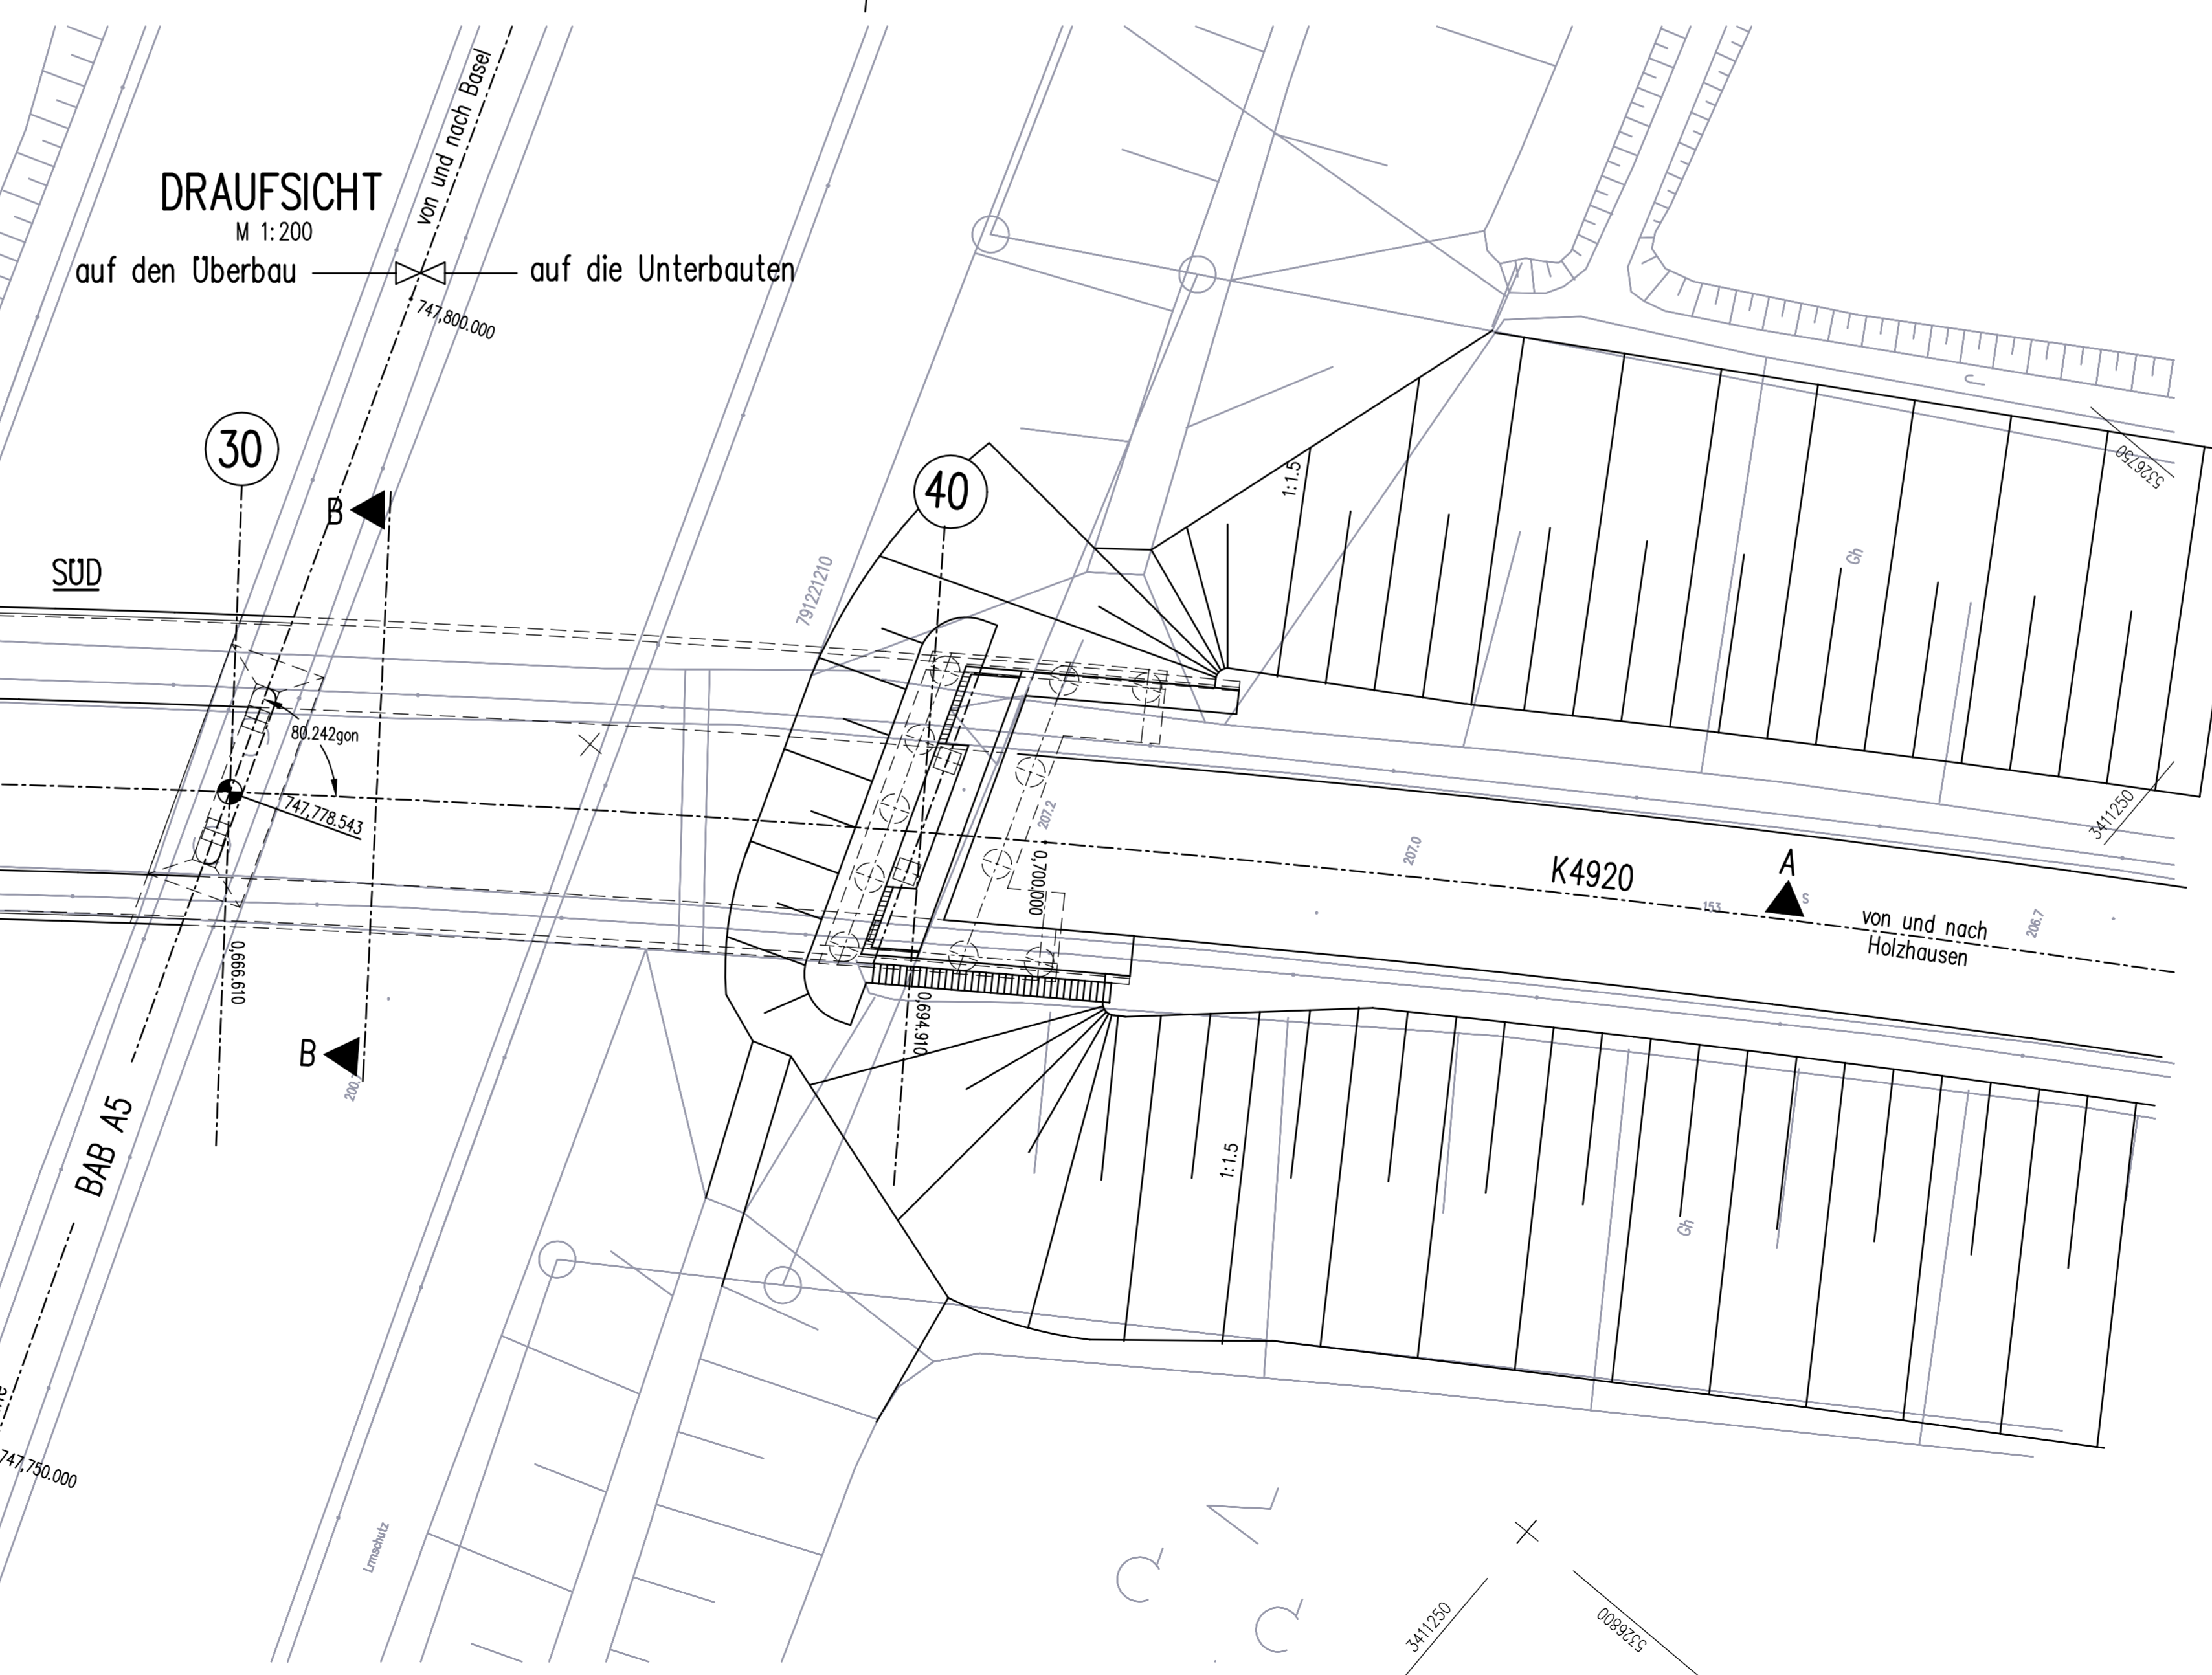 von und nach Basel
DRAUFSICHT
M 1:200
auf den Überbau
auf die Unterbauten
747,800.000
30
B
40
1:1.5
5326750
Gh
SÜD
791221210
80.242gon
747,778.543
207.2
207.0
0,700.000
3411250
K4920
A
S
153
von und nach
Holzhausen
206.7
0,666.610
0,694.910
B
200.
BAB A5
1:1.5
Gh
747,750.000
Lrmschutz
3411250
5326800